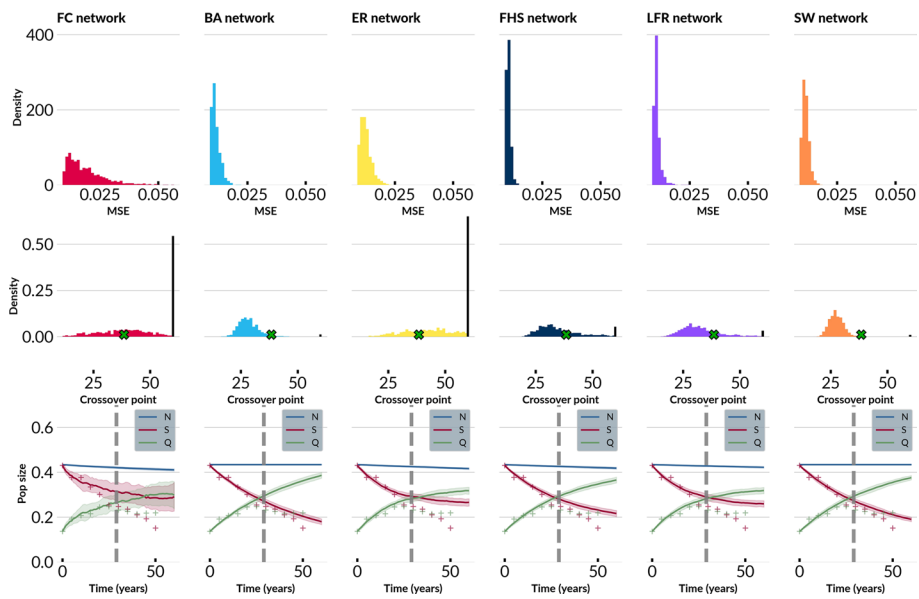 FC network BA network ER network FHS network LFR network SW network
400
200
0
Density
0.025 0.050 0.025 0.050 0.025 0.050 0.025 0.050 0.025 0.050 0.025 0.050
MSE MSE MSE MSE MSE MSE
0.50
0.25
0.00
Density
25 50 25 50 25 50 25 50 25 50 25 50
Crossover point Crossover point Crossover point Crossover point Crossover point Crossover point
N N N N N N
S S S S S S
Q Q Q Q Q Q
0.6
0.4
0.2
0.0
Pop size
0 50 0 50 0 50 0 50 0 50 0 50
Time (years) Time (years) Time (years) Time (years) Time (years) Time (years)